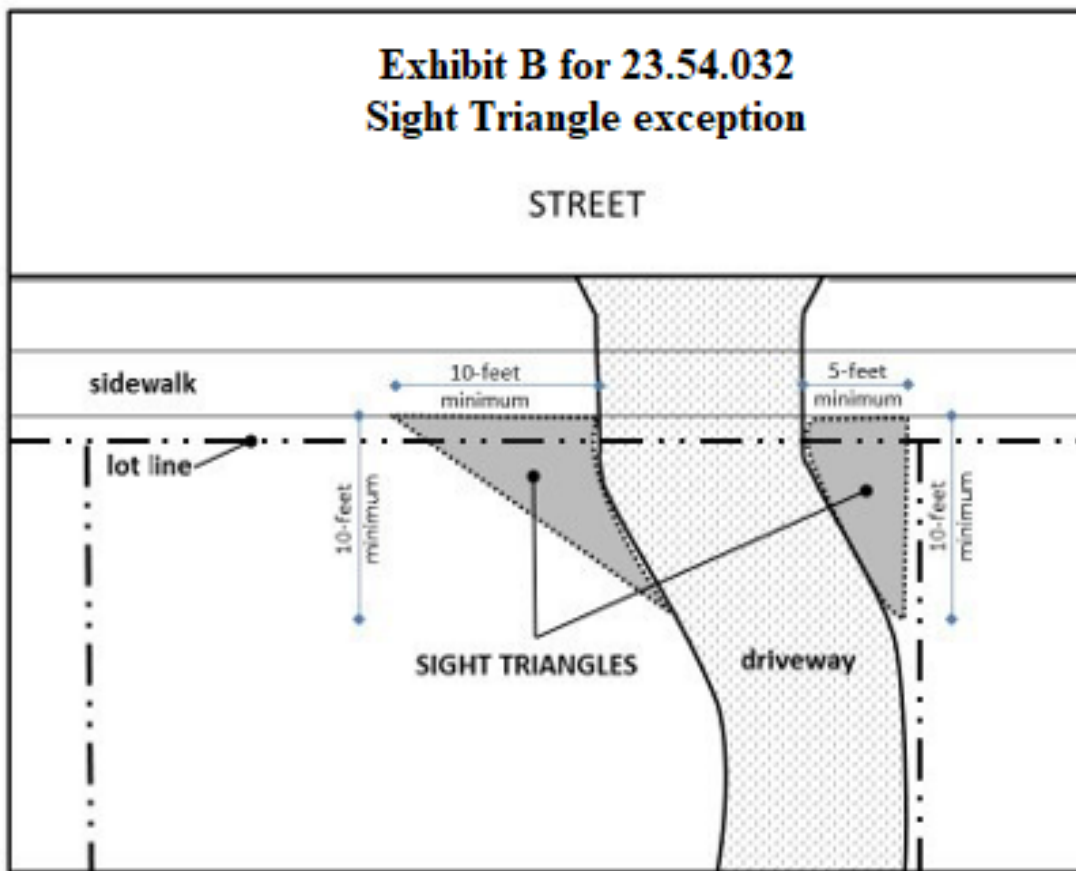 Exhibit B for 23.54.032
Sight Triangle exception
STREET
sidewalk
10-feet
minimum
5-feet
minimum
lot line
10-feet
minimum
10-feet
minimum
SIGHT TRIANGLES
driveway